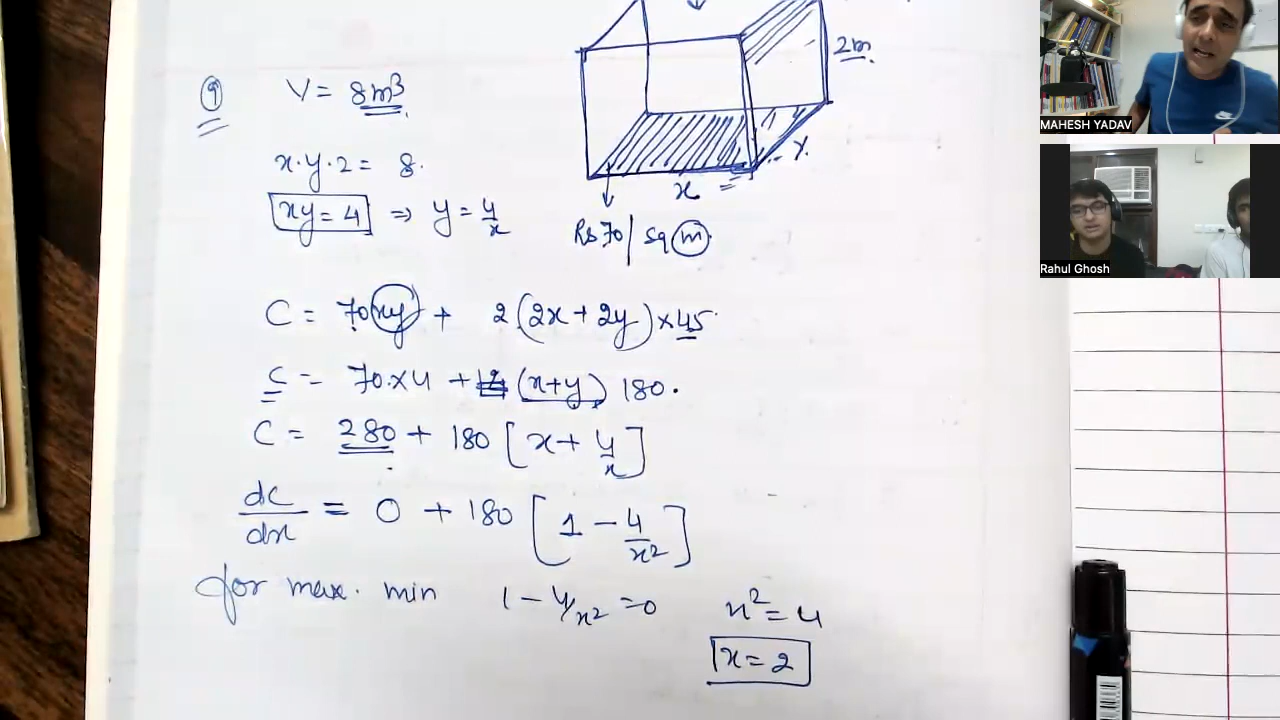 2m.
9 V = 8m³
x·y·2 = 8.
x y.
xy = 4 ⇒ y = 4/x
Rs 70/sq m.
C = 70xy + 2(2x+2y)×45
C = 70×4 + (x+y) 180.
C = 280 + 180 [x + 4/x]
dC/dx = 0 + 180 [1 − 4/x²]
for max. min 1 − 4/x² = 0 x² = 4
x = 2
MAHESH YADAV
Rahul Ghosh